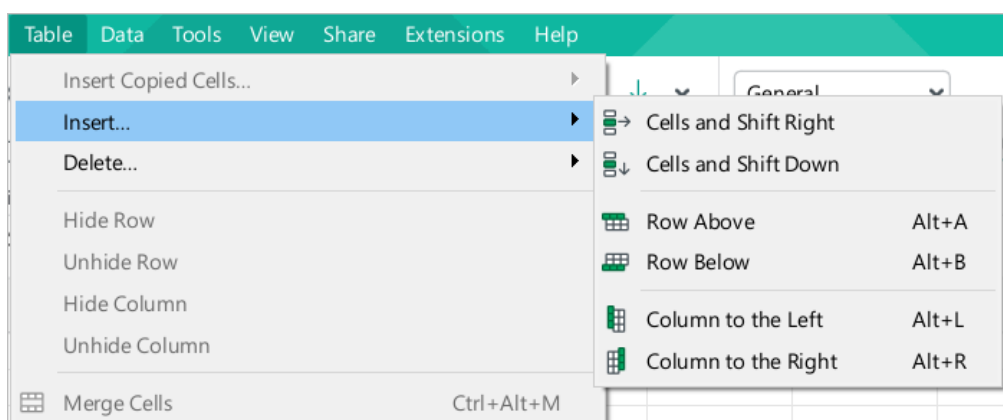 Table Data Tools View Share Extensions Help
Insert Copied Cells...
General
Insert...
Delete...
Hide Row
Unhide Row
Hide Column
Unhide Column
Merge Cells Ctrl+Alt+M
Cells and Shift Right
Cells and Shift Down
Row Above Alt+A
Row Below Alt+B
Column to the Left Alt+L
Column to the Right Alt+R